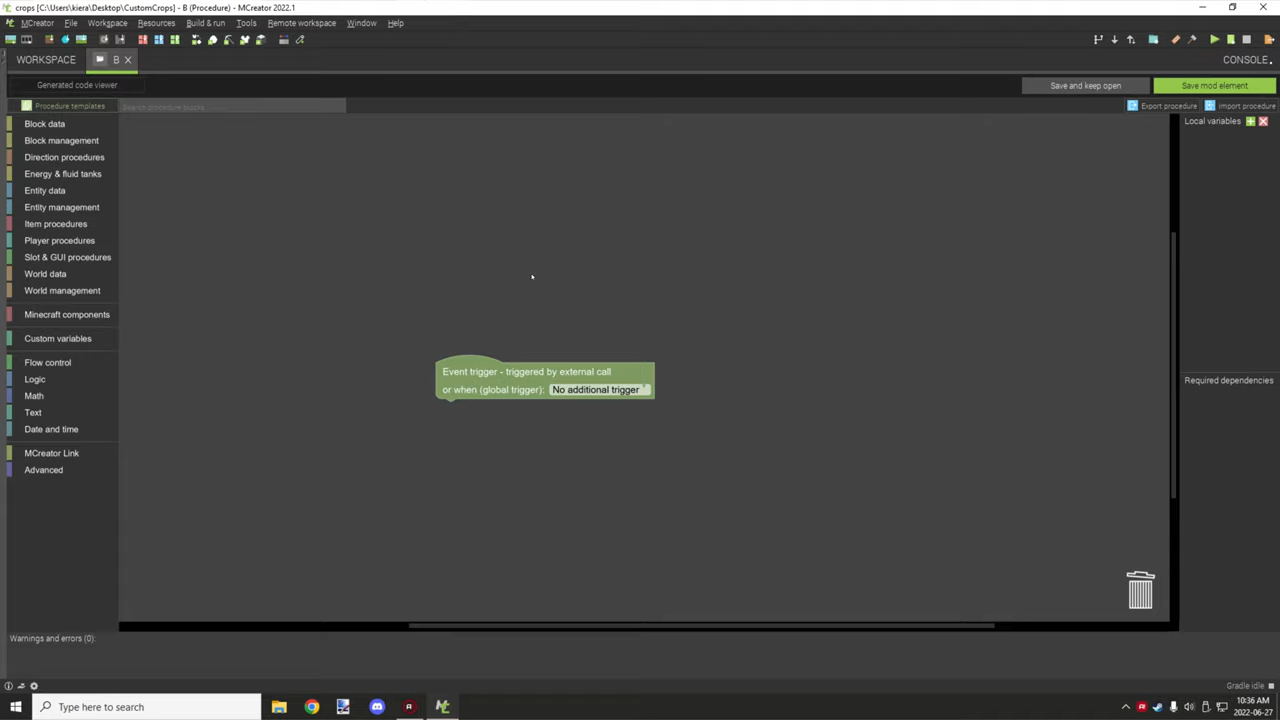 crops [C:\Users\kiera\Desktop\CustomCrops] - B (Procedure) - MCreator 2022.1
MCreator File Workspace Resources Build & run Tools Remote workspace Window Help
WORKSPACE B CONSOLE
Generated code viewer Save and keep open Save mod element
Procedure templates Search procedure blocks Export procedure Import procedure
Local variables
Block data
Block management
Direction procedures
Energy & fluid tanks
Entity data
Entity management
Item procedures
Player procedures
Slot & GUI procedures
World data
World management
Minecraft components
Custom variables
Flow control
Logic
Math
Text
Date and time
MCreator Link
Advanced
Event trigger - triggered by external call
or when (global trigger): No additional trigger
Required dependencies
Warnings and errors (0):
Gradle idle
Type here to search
10:36 AM
2022-06-27